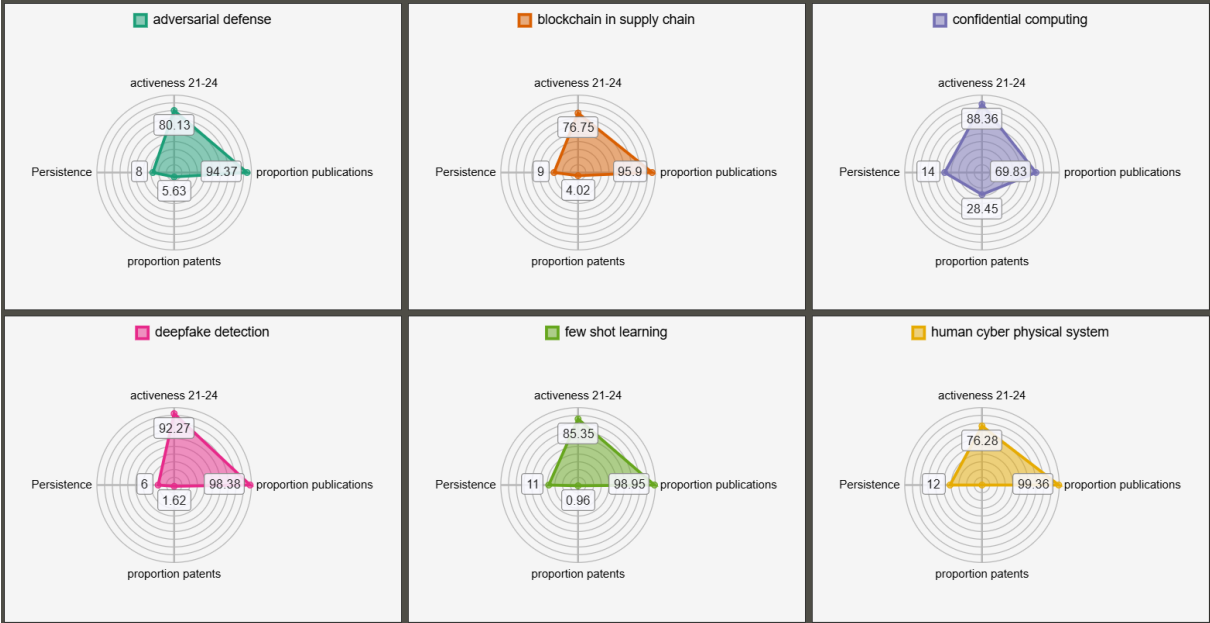 adversarial defense
activeness 21-24
80.13
Persistence 8 94.37 proportion publications
5.63
proportion patents
blockchain in supply chain
activeness 21-24
76.75
Persistence 9 95.9 proportion publications
4.02
proportion patents
confidential computing
activeness 21-24
88.36
Persistence 14 69.83 proportion publications
28.45
proportion patents
deepfake detection
activeness 21-24
92.27
Persistence 6 98.38 proportion publications
1.62
proportion patents
few shot learning
activeness 21-24
85.35
Persistence 11 98.95 proportion publications
0.96
proportion patents
human cyber physical system
activeness 21-24
76.28
Persistence 12 99.36 proportion publications
proportion patents